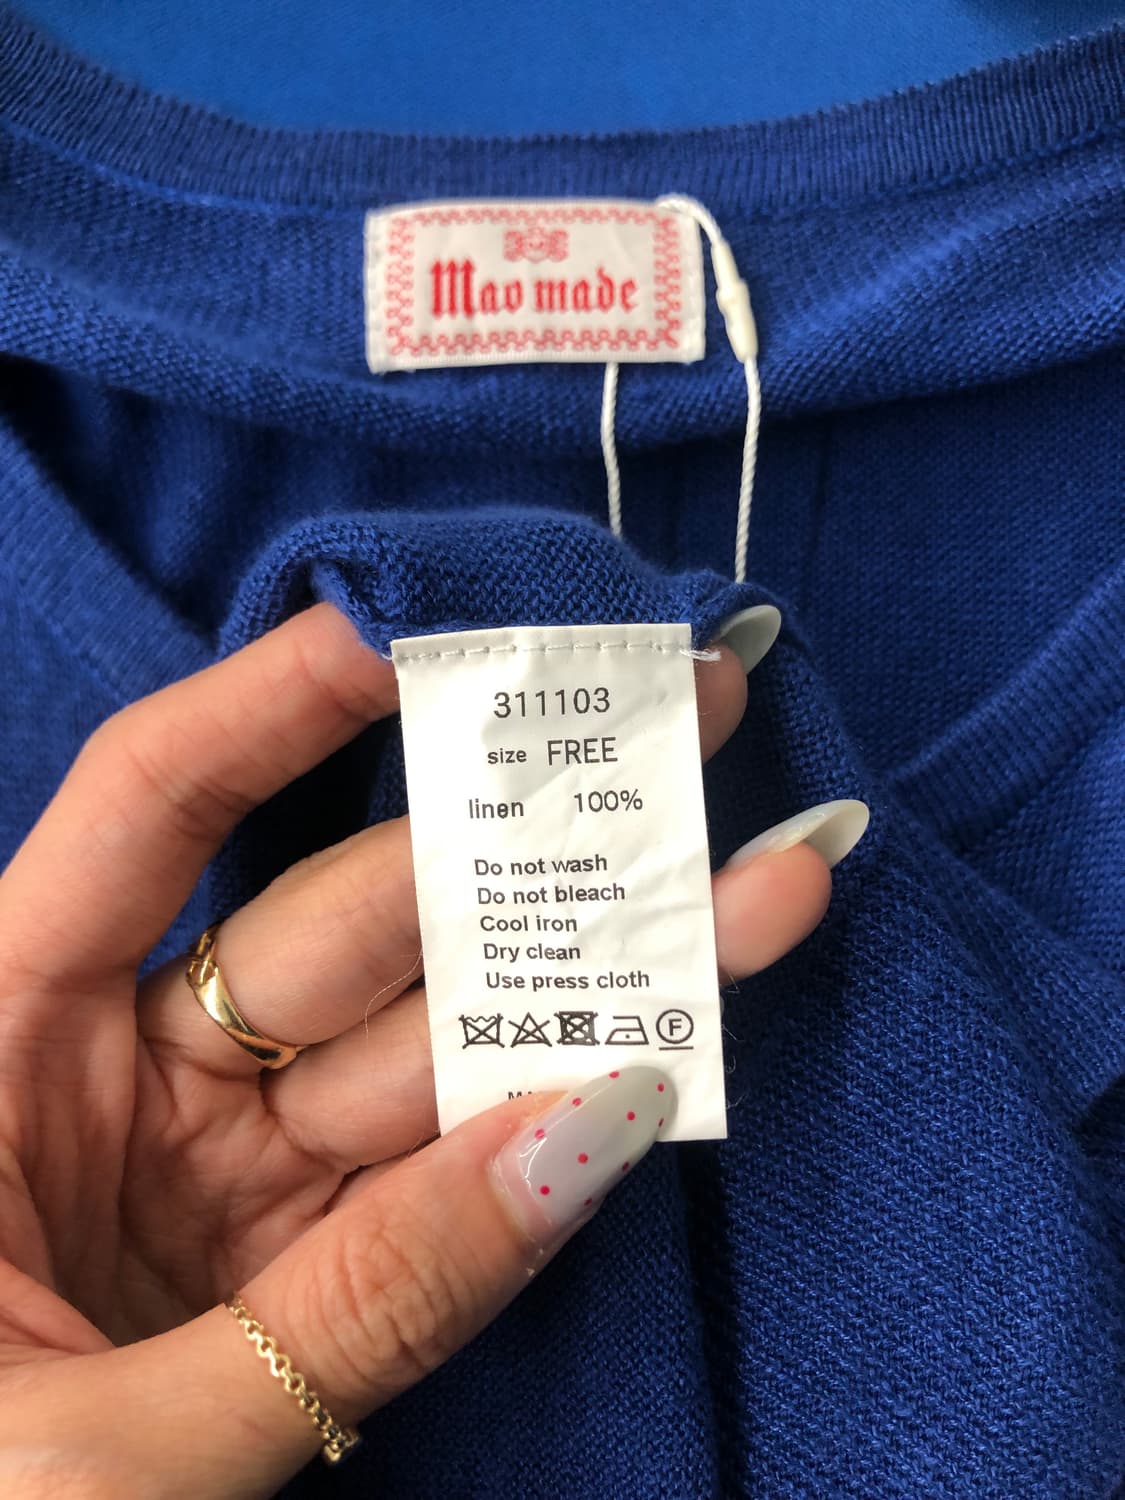 Mao made
311103
size FREE
linen 100%
Do not wash
Do not bleach
Cool iron
Dry clean
Use press cloth
F